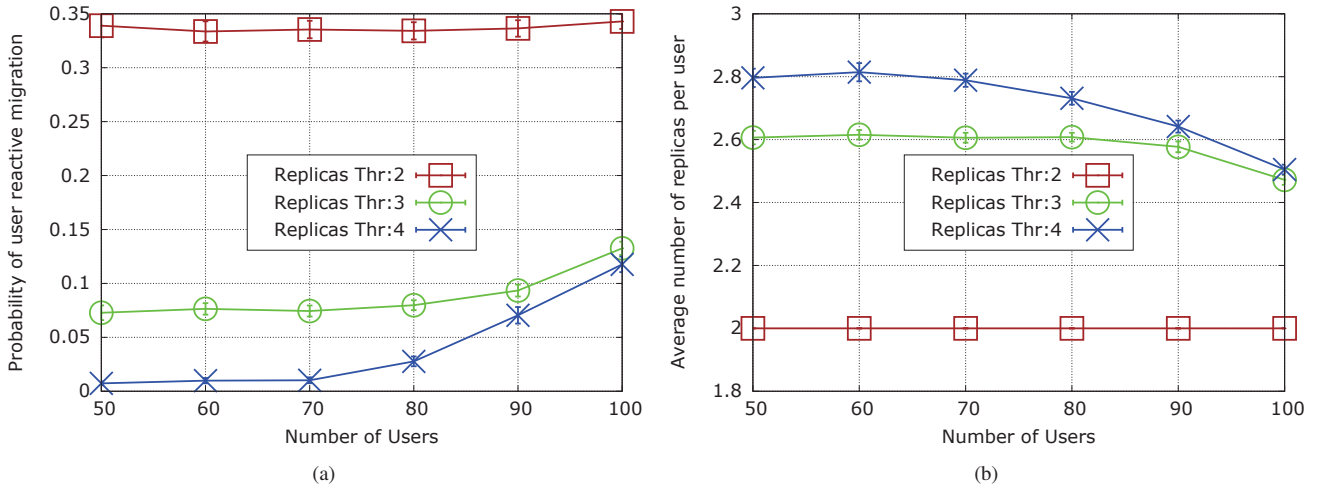 0.35
0.3
0.25
0.2
0.15
0.1
0.05
0
Probability of user reactive migration
Replicas Thr:2
Replicas Thr:3
Replicas Thr:4
50 60 70 80 90 100
Number of Users
(a)
3
2.8
2.6
2.4
2.2
2
1.8
Average number of replicas per user
Replicas Thr:2
Replicas Thr:3
Replicas Thr:4
50 60 70 80 90 100
Number of Users
(b)